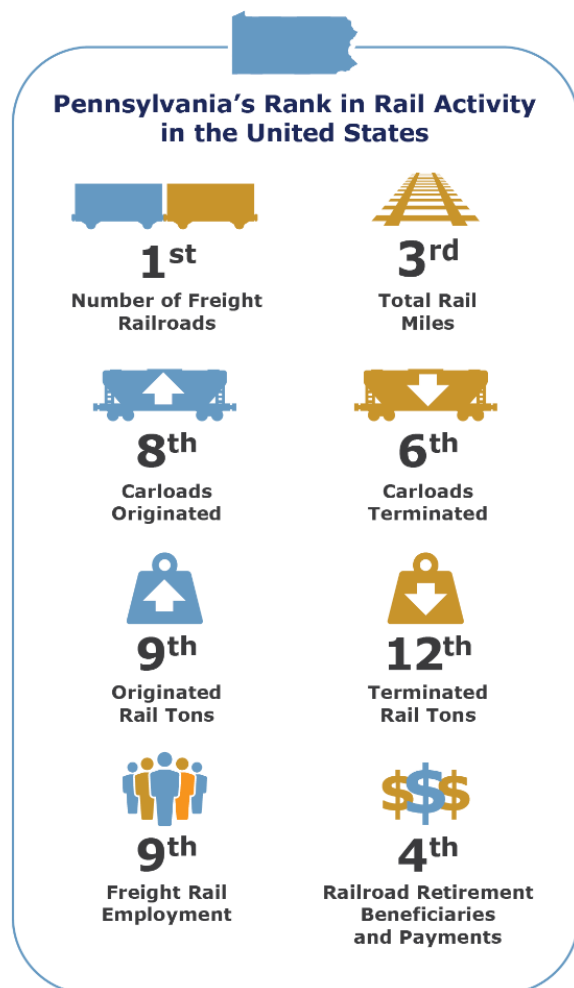 Pennsylvania's Rank in Rail Activity
in the United States
1st
Number of Freight
Railroads
3rd
Total Rail
Miles
8th
Carloads
Originated
6th
Carloads
Terminated
9th
Originated
Rail Tons
12th
Terminated
Rail Tons
$$$
9th
Freight Rail
Employment
4th
Railroad Retirement
Beneficiaries
and Payments